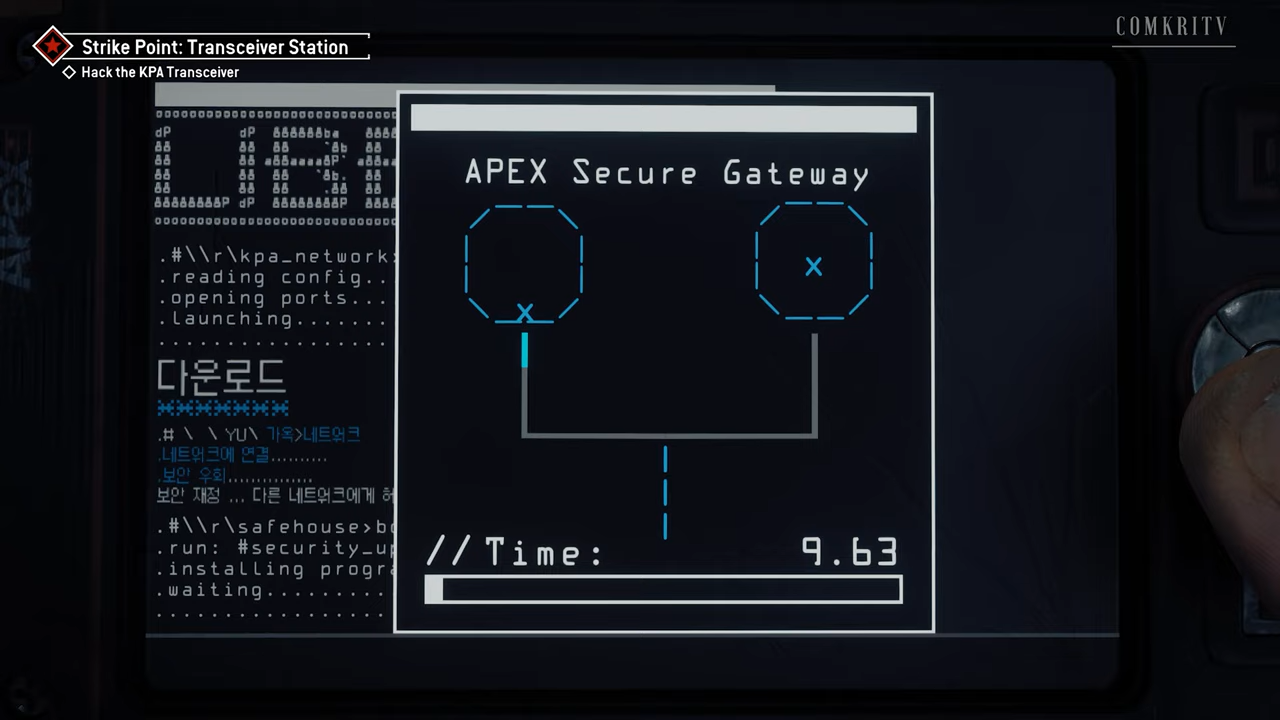 COMKRITV
Strike Point: Transceiver Station
Hack the KPA Transceiver
APEX Secure Gateway
x
x
.#\\r\kpa_network>
.reading config..
.opening ports...
.launching.......
.................
다운로드
.# \ \ YU\ 가옥>네트워크
.네트워크에 연결..........
.보안 우회...............
보안 재정 ... 다른 네트워크에게 허
.#\\r\safehouse>bo
.run: #security_up
.installing progra
.waiting..........
..................
//Time: 9.63